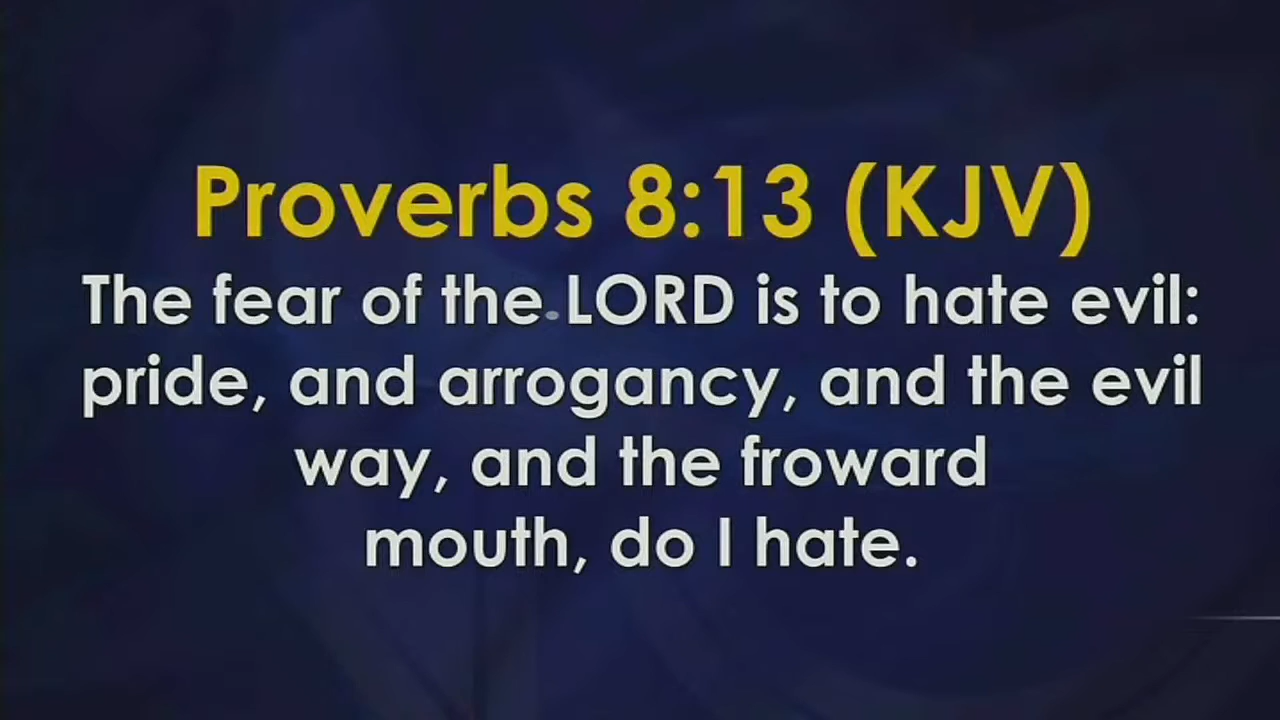 Proverbs 8:13 (KJV)
The fear of the LORD is to hate evil:
pride, and arrogancy, and the evil
way, and the froward
mouth, do I hate.